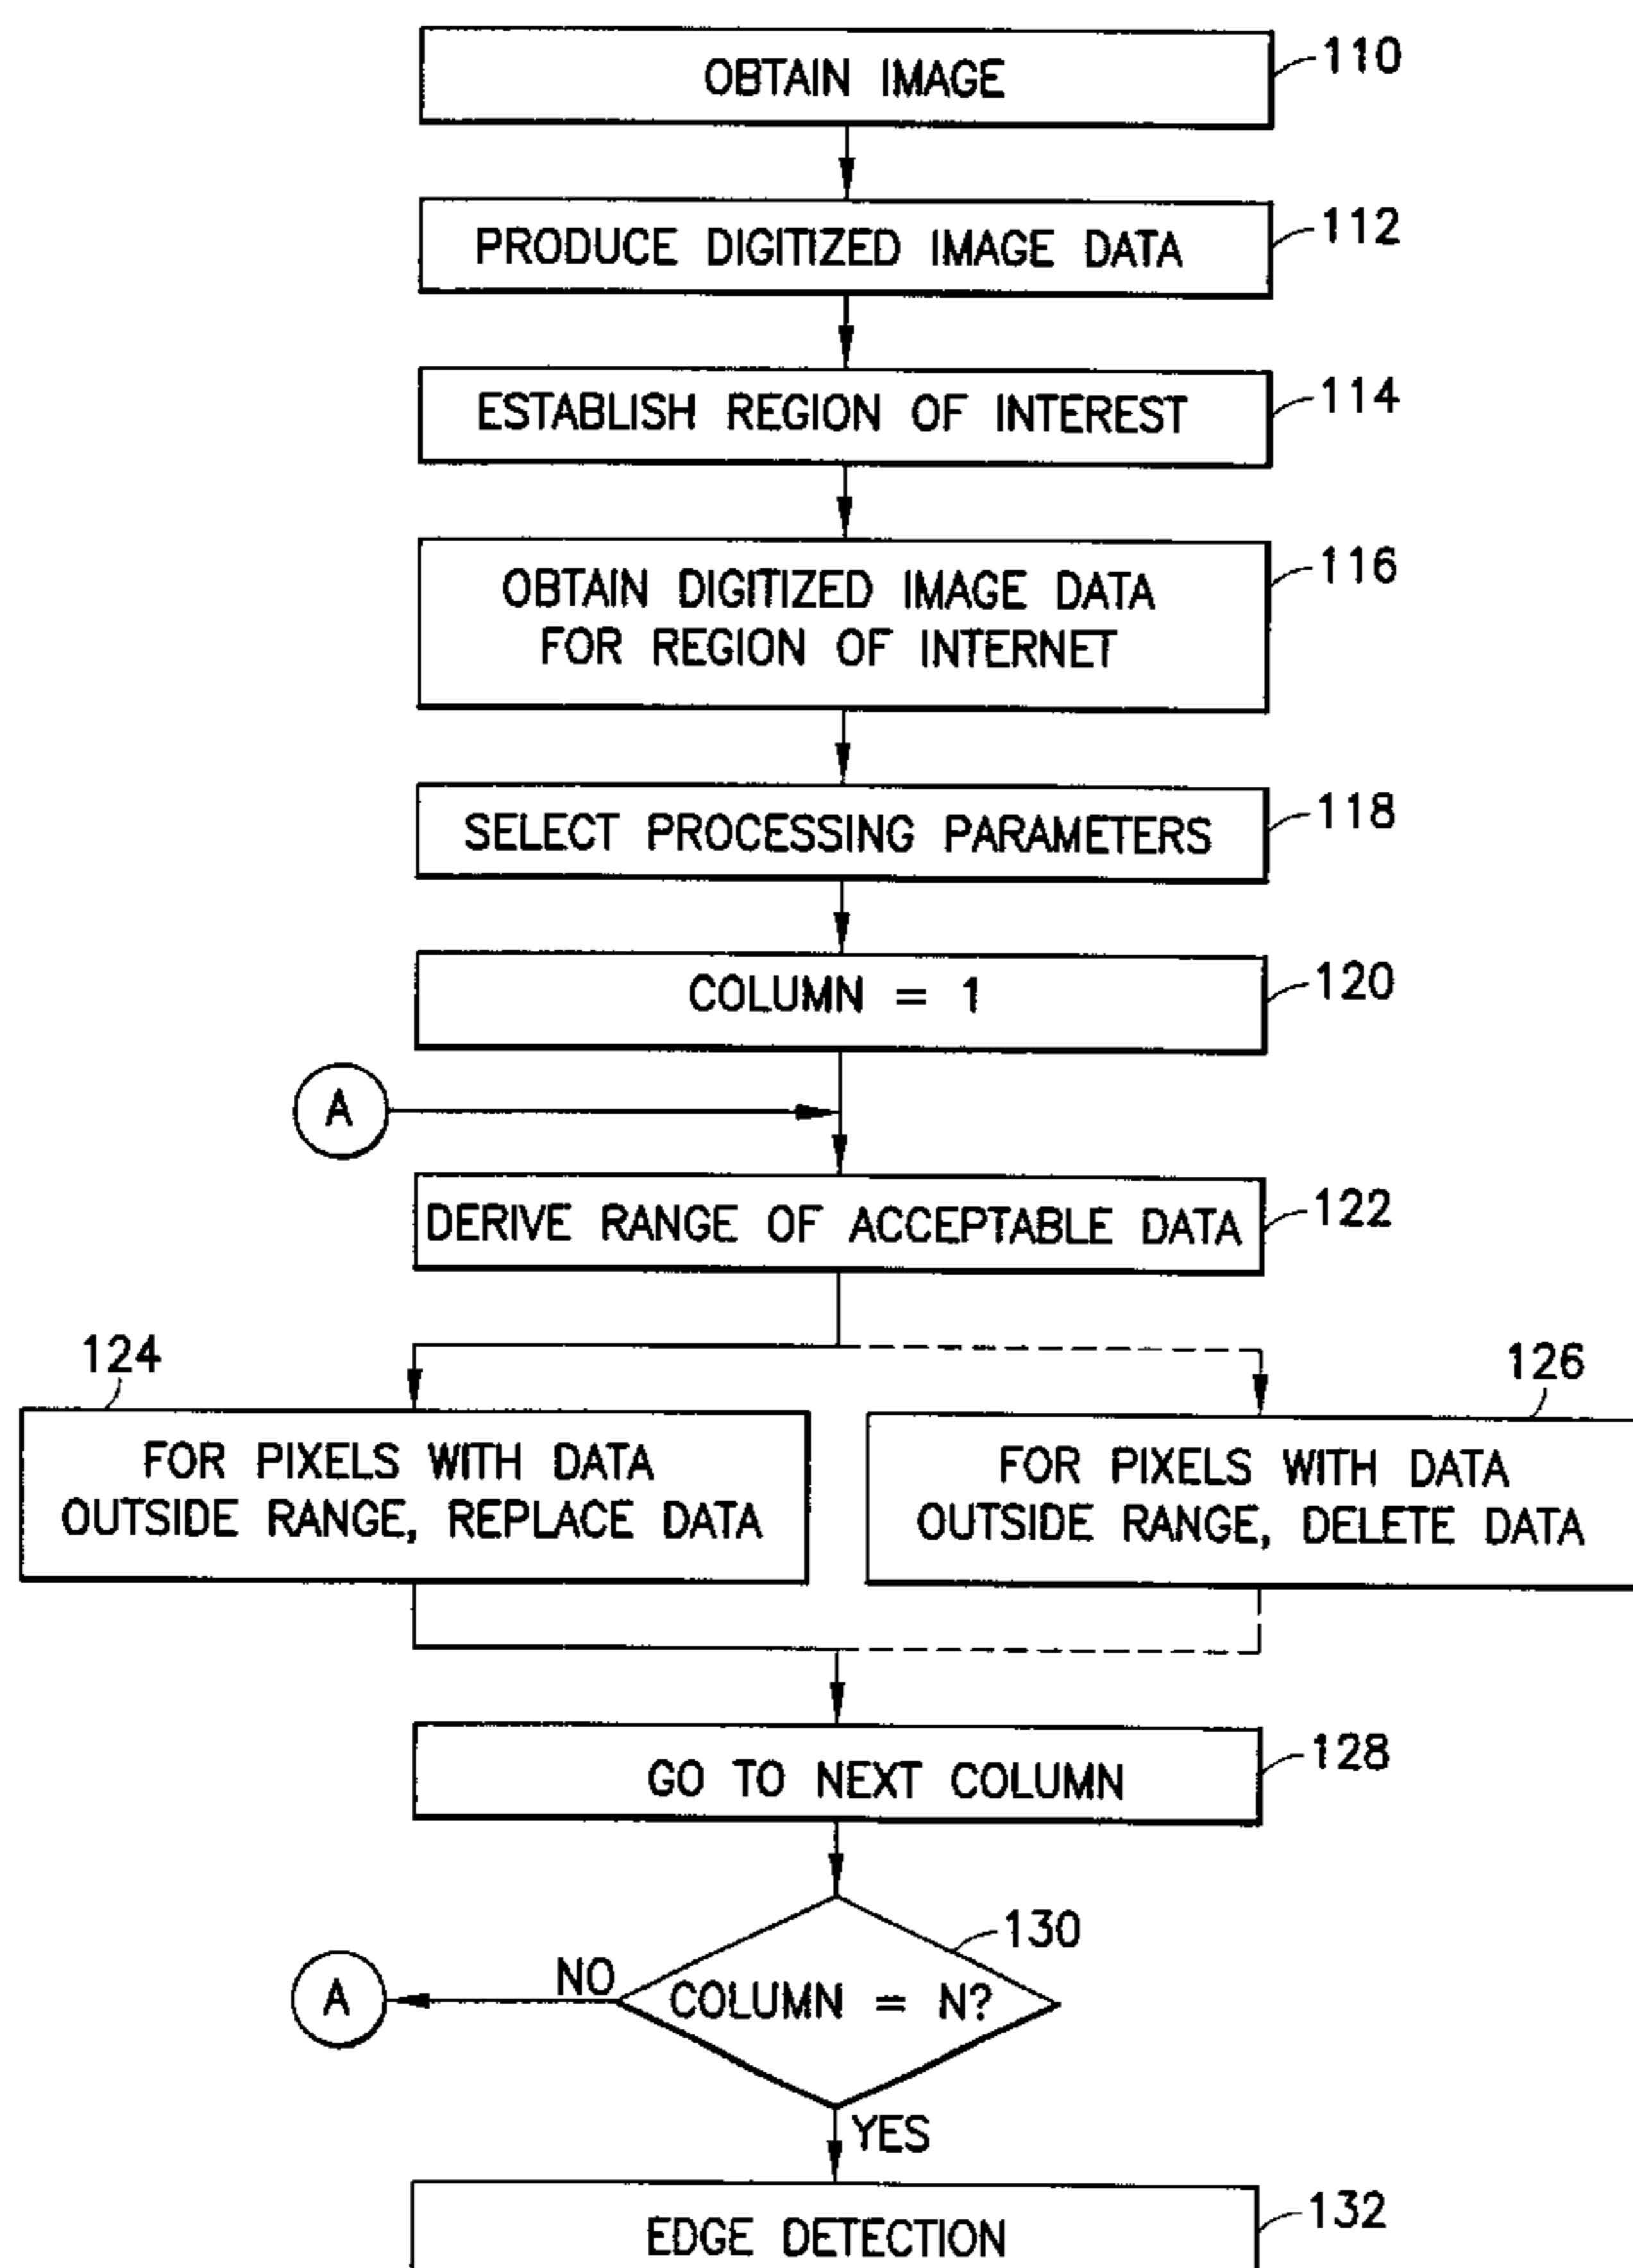 OBTAIN IMAGE
110
PRODUCE DIGITIZED IMAGE DATA
112
ESTABLISH REGION OF INTEREST
114
OBTAIN DIGITIZED IMAGE DATA
FOR REGION OF INTERNET
116
SELECT PROCESSING PARAMETERS
118
COLUMN = 1
120
A
DERIVE RANGE OF ACCEPTABLE DATA
122
124
FOR PIXELS WITH DATA
OUTSIDE RANGE, REPLACE DATA
126
FOR PIXELS WITH DATA
OUTSIDE RANGE, DELETE DATA
GO TO NEXT COLUMN
128
130
COLUMN = N?
NO
A
YES
EDGE DETECTION
132